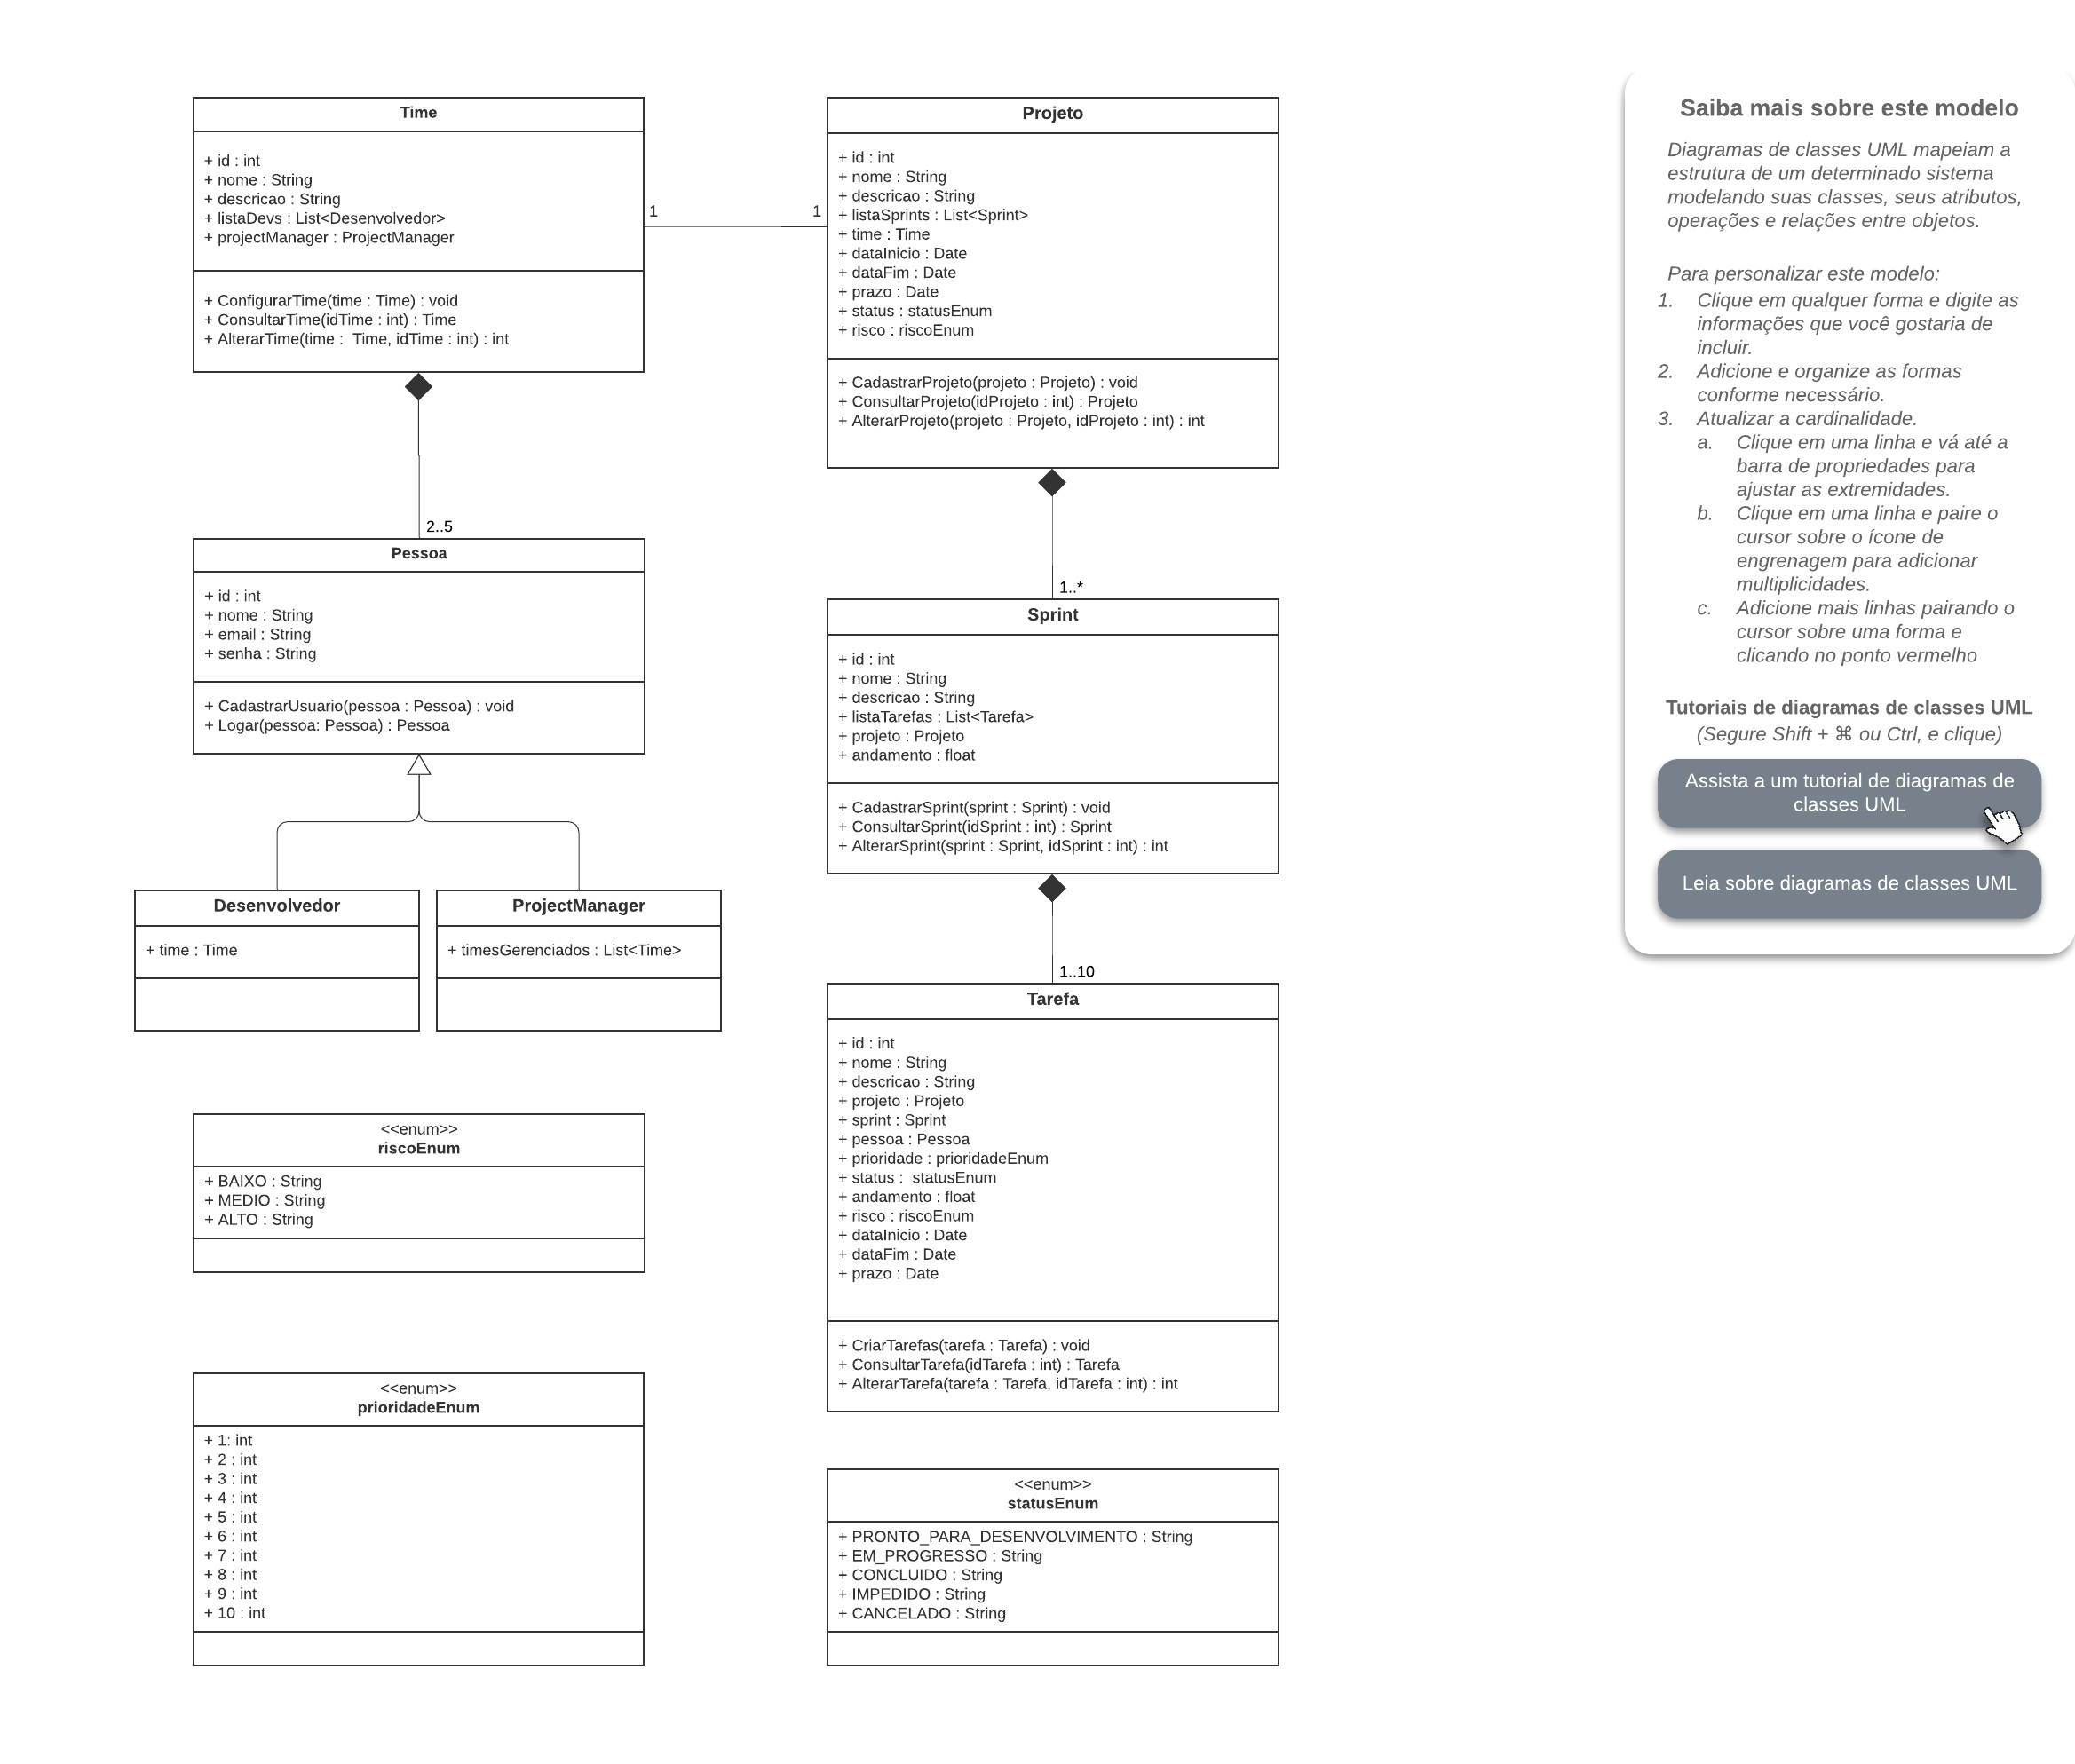 Time
+ id : int
+ nome : String
+ descricao : String
+ listaDevs : List<Desenvolvedor>
+ projectManager : ProjectManager
+ ConfigurarTime(time : Time) : void
+ ConsultarTime(idTime : int) : Time
+ AlterarTime(time :  Time, idTime : int) : int
1
1
Projeto
+ id : int
+ nome : String
+ descricao : String
+ listaSprints : List<Sprint>
+ time : Time
+ dataInicio : Date
+ dataFim : Date
+ prazo : Date
+ status : statusEnum
+ risco : riscoEnum
+ CadastrarProjeto(projeto : Projeto) : void
+ ConsultarProjeto(idProjeto : int) : Projeto
+ AlterarProjeto(projeto : Projeto, idProjeto : int) : int
2..5
Pessoa
+ id : int
+ nome : String
+ email : String
+ senha : String
+ CadastrarUsuario(pessoa : Pessoa) : void
+ Logar(pessoa: Pessoa) : Pessoa
1..*
Sprint
+ id : int
+ nome : String
+ descricao : String
+ listaTarefas : List<Tarefa>
+ projeto : Projeto
+ andamento : float
+ CadastrarSprint(sprint : Sprint) : void
+ ConsultarSprint(idSprint : int) : Sprint
+ AlterarSprint(sprint : Sprint, idSprint : int) : int
Desenvolvedor
+ time : Time
ProjectManager
+ timesGerenciados : List<Time>
1..10
Tarefa
+ id : int
+ nome : String
+ descricao : String
+ projeto : Projeto
+ sprint : Sprint
+ pessoa : Pessoa
+ prioridade : prioridadeEnum
+ status :  statusEnum
+ andamento : float
+ risco : riscoEnum
+ dataInicio : Date
+ dataFim : Date
+ prazo : Date
+ CriarTarefas(tarefa : Tarefa) : void
+ ConsultarTarefa(idTarefa : int) : Tarefa
+ AlterarTarefa(tarefa : Tarefa, idTarefa : int) : int
<<enum>>
riscoEnum
+ BAIXO : String
+ MEDIO : String
+ ALTO : String
<<enum>>
prioridadeEnum
+ 1: int
+ 2 : int
+ 3 : int
+ 4 : int
+ 5 : int
+ 6 : int
+ 7 : int
+ 8 : int
+ 9 : int
+ 10 : int
<<enum>>
statusEnum
+ PRONTO_PARA_DESENVOLVIMENTO : String
+ EM_PROGRESSO : String
+ CONCLUIDO : String
+ IMPEDIDO : String
+ CANCELADO : String
Saiba mais sobre este modelo
Diagramas de classes UML mapeiam a
estrutura de um determinado sistema
modelando suas classes, seus atributos,
operações e relações entre objetos.
Para personalizar este modelo:
1. Clique em qualquer forma e digite as
informações que você gostaria de
incluir.
2. Adicione e organize as formas
conforme necessário.
3. Atualizar a cardinalidade.
a. Clique em uma linha e vá até a
barra de propriedades para
ajustar as extremidades.
b. Clique em uma linha e paire o
cursor sobre o ícone de
engrenagem para adicionar
multiplicidades.
c. Adicione mais linhas pairando o
cursor sobre uma forma e
clicando no ponto vermelho
Tutoriais de diagramas de classes UML
(Segure Shift + ⌘ ou Ctrl, e clique)
Assista a um tutorial de diagramas de
classes UML
Leia sobre diagramas de classes UML